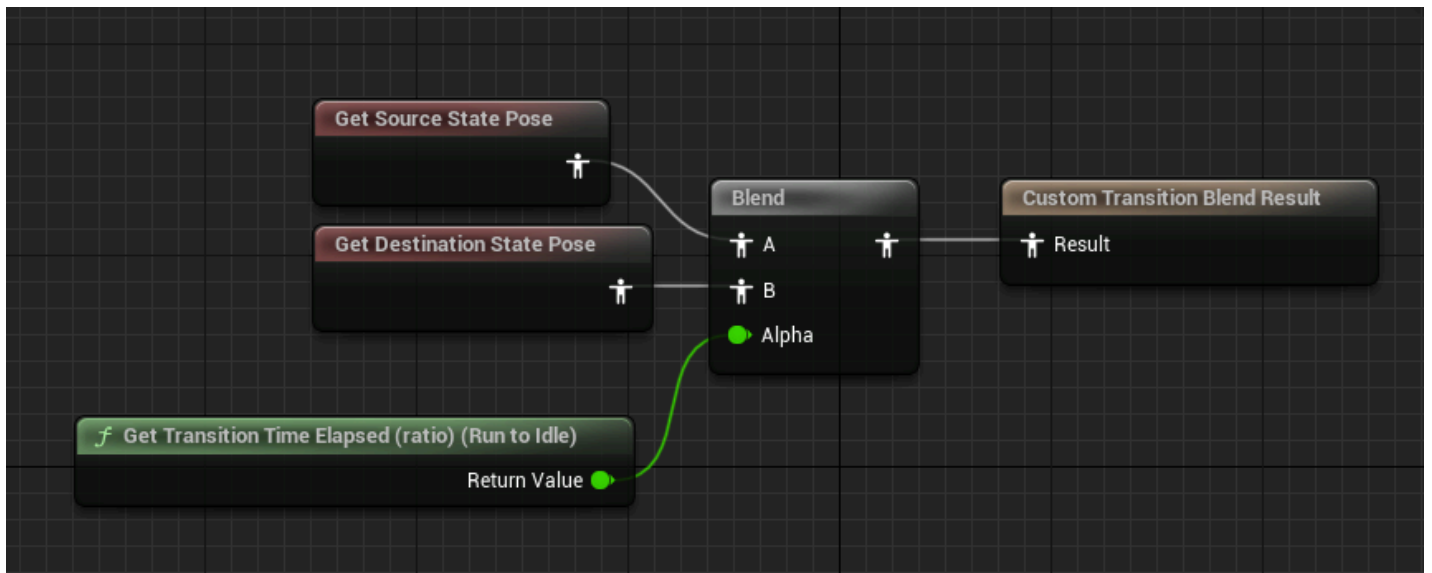 Get Source State Pose
Get Destination State Pose
Blend
A
B
Alpha
Custom Transition Blend Result
Result
f Get Transition Time Elapsed (ratio) (Run to Idle)
Return Value